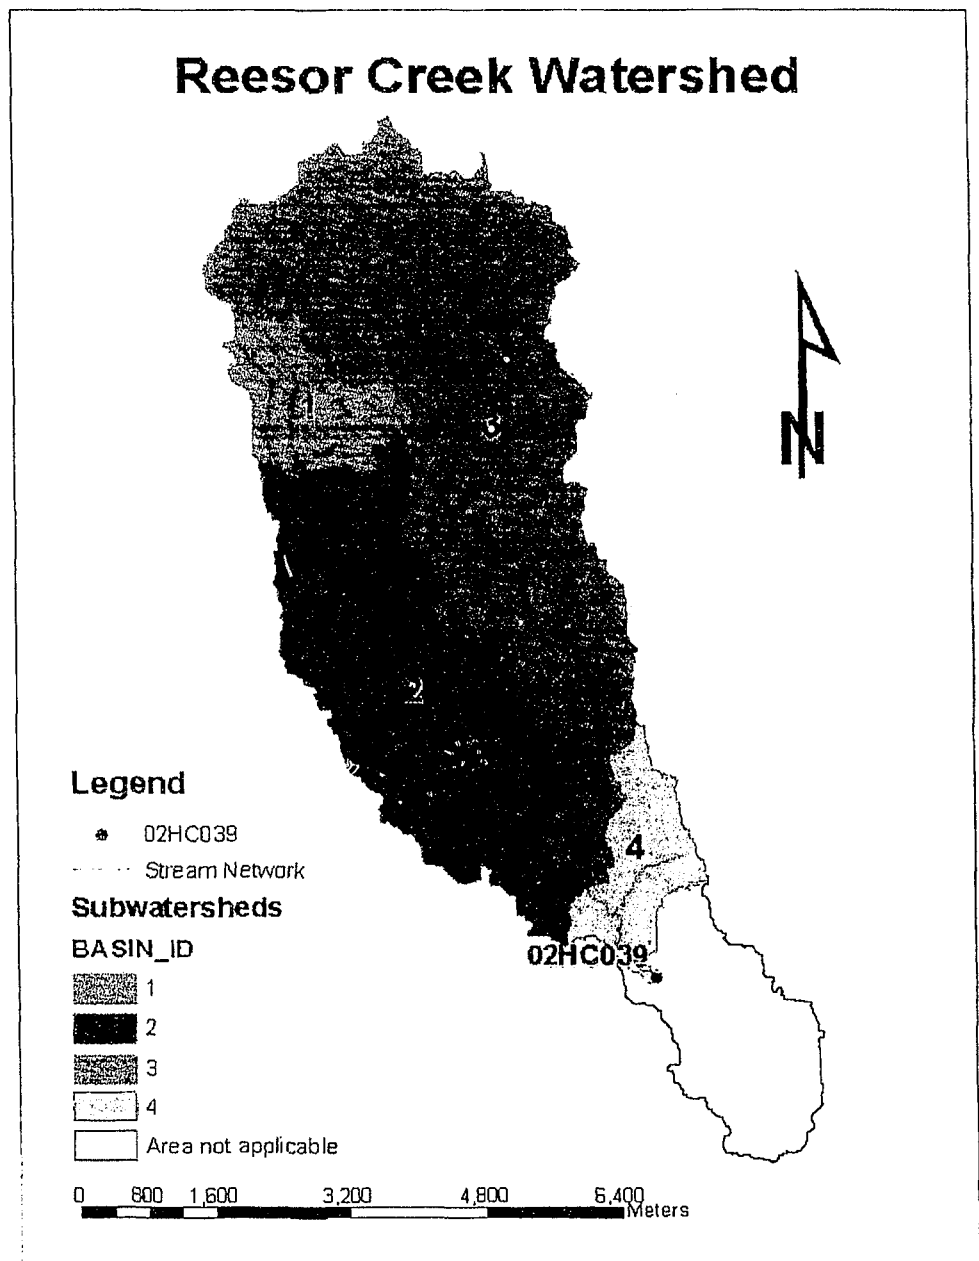 Reesor Creek Watershed
1
3
N
2
4
02HC039
Legend
02HC039
Stream Network
Subwatersheds
BASIN_ID
1
2
3
4
Area not applicable
0 800 1,600 3,200 4,800 6,400
Meters